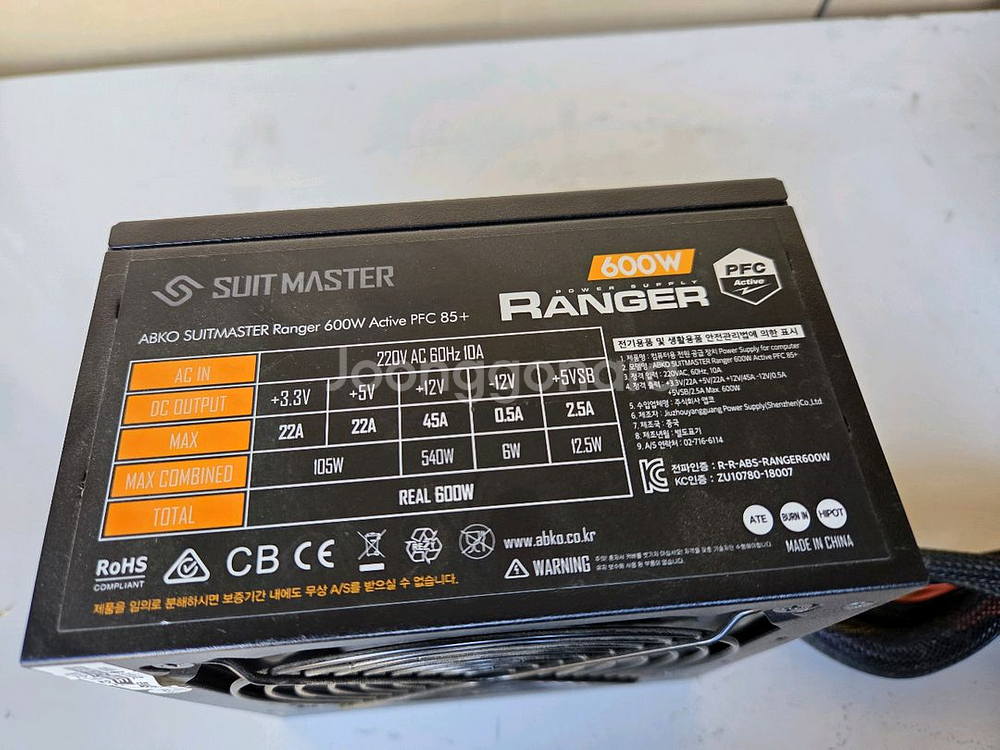 SUITMASTER
600W
POWER SUPPLY
RANGER
PFC
Active
ABKO SUITMASTER Ranger 600W Active PFC 85+
AC IN 220V AC 60Hz 10A
DC OUTPUT +3.3V +5V +12V -12V +5VSB
MAX 22A 22A 45A 0.5A 2.5A
MAX COMBINED 105W 540W 6W 12.5W
TOTAL REAL 600W
전기용품 및 생활용품 안전관리법에 의한 표시
1. 제품명 : 컴퓨터용 전원 공급 장치 Power Supply for computer
2. 모델명 : ABKO SUITMASTER Ranger 600W Active PFC 85+
3. 정격 입력 : 220VAC, 60Hz, 10A
4. 정격 출력 : +3.3V/22A +5V/22A +12V/45A -12V/0.5A
+5VSB/2.5A Max. 600W
5. 수입업체명 : 주식회사 앱코
6. 제조자 : Jiuzhouyangguang Power Supply(Shenzhen)Co.,Ltd.
7. 제조국 : 중국
8. 제조년월 : 별도표기
9. A/S 연락처 : 02-716-6114
전파인증 : R-R-ABS-RANGER600W
KC인증 : ZU10780-18007
ATE BURN IN HIPOT
MADE IN CHINA
RoHS
COMPLIANT
CB CE
www.abko.co.kr
WARNING
제품을 임의로 분해하시면 보증기간 내에도 무상 A/S를 받으실 수 없습니다.
Joonggo